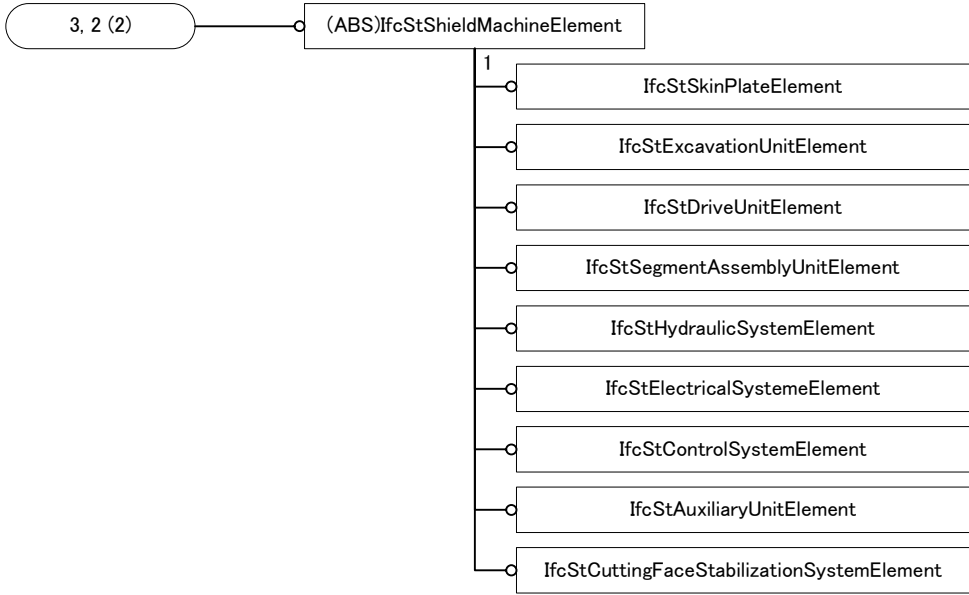 3, 2 (2)
(ABS)IfcStShieldMachineElement
1
IfcStSkinPlateElement
IfcStExcavationUnitElement
IfcStDriveUnitElement
IfcStSegmentAssemblyUnitElement
IfcStHydraulicSystemElement
IfcStElectricalSystemeElement
IfcStControlSystemElement
IfcStAuxiliaryUnitElement
IfcStCuttingFaceStabilizationSystemElement